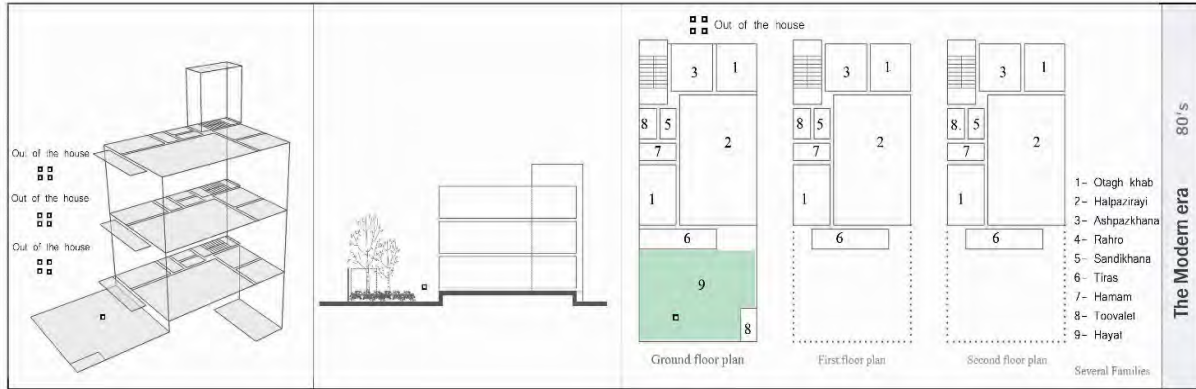 Out of the house
Out of the house
Out of the house
Out of the house
3
1
8
5
2
7
1
6
9
8
Ground floor plan
3
1
8
5
2
7
1
6
First floor plan
3
1
8.
5
2
7
1
6
Second floor plan
1- Otagh khab
2- Halpazirayi
3- Ashpazkhana
4- Rahro
5- Sandikhana
6- Tiras
7- Hamam
8- Toovalet
9- Hayat
Several Families
The Modern era 80's